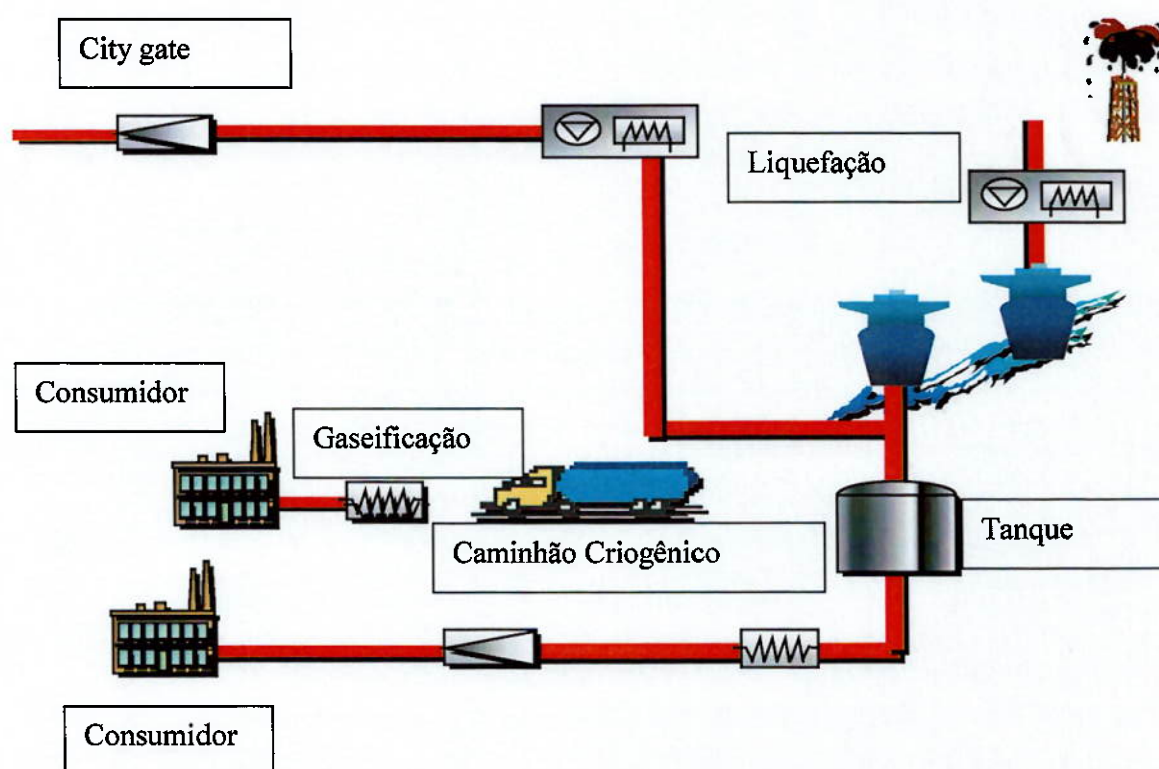 City gate
Liquefação
Consumidor
Gaseificação
Caminhão Criogênico
Tanque
Consumidor